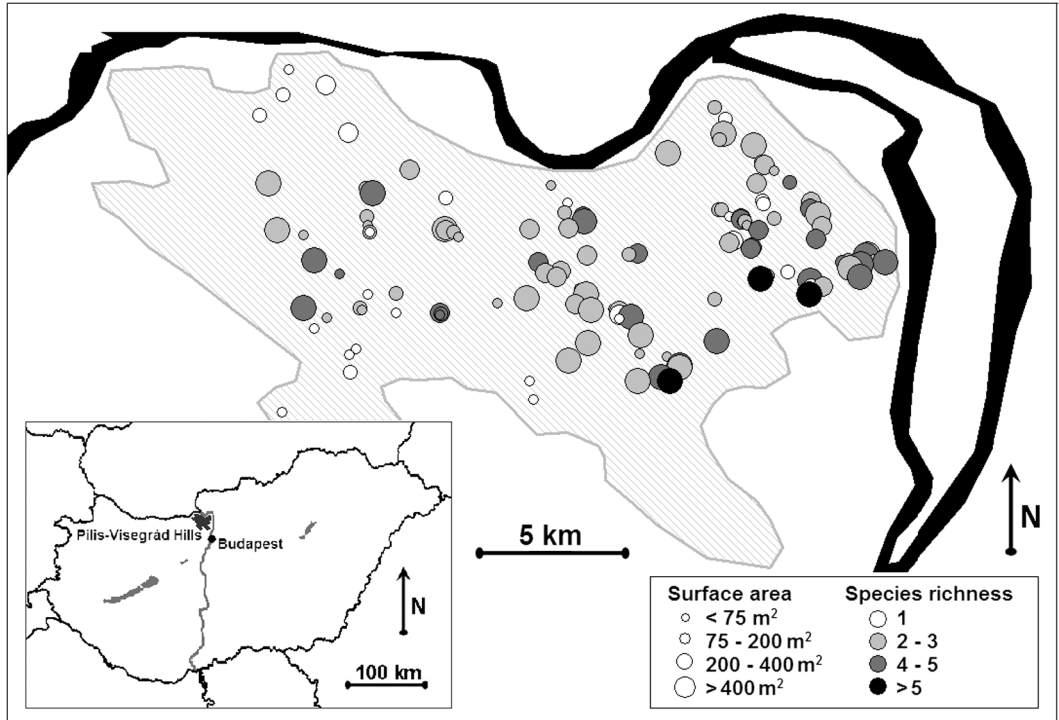 5 km
N
Pilis-Visegrád Hills
Budapest
N
100 km
Surface area
< 75 m²
75 - 200 m²
200 - 400 m²
>400 m²
Species richness
1
2 - 3
4 - 5
>5